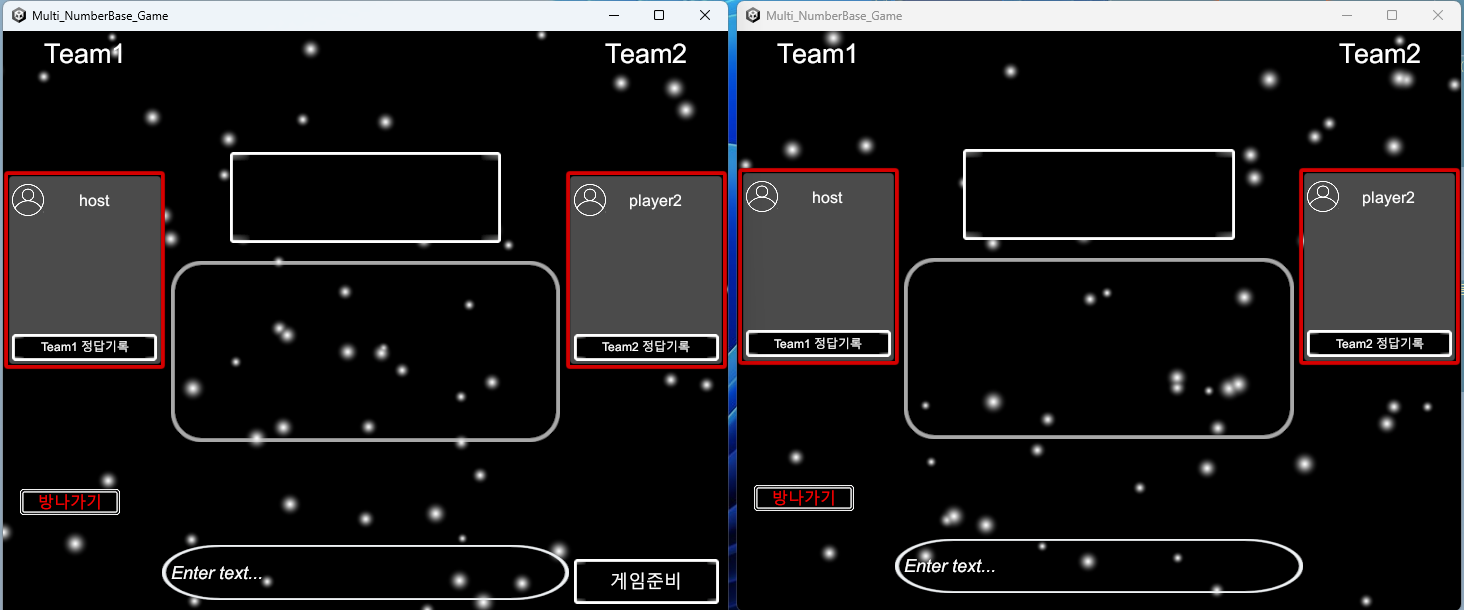 Multi_NumberBase_Game
Team1
Team2
host
player2
Team1 정답기록
Team2 정답기록
방나가기
Enter text...
게임준비
Multi_NumberBase_Game
Team1
Team2
host
player2
Team1 정답기록
Team2 정답기록
방나가기
Enter text...